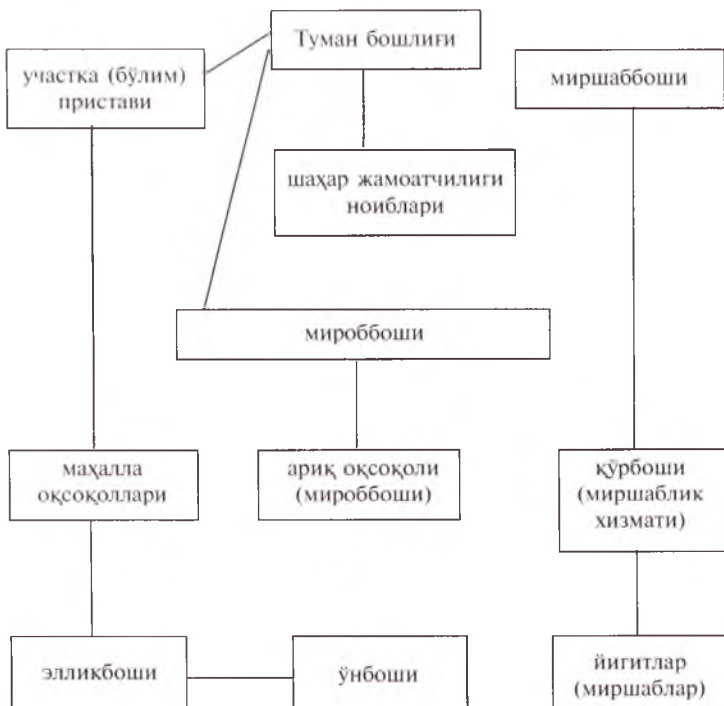 Туман бошлиғи
участка (бўлим)
пристави
миршаббоши
шаҳар жамоатчилиги
ноиблари
мироббоши
маҳалла
оқсоқоллари
ариқ оқсоқоли
(мироббоши)
қўрбоши
(миршаблик
хизмати)
элликбоши
ўнбоши
йигитлар
(миршаблар)